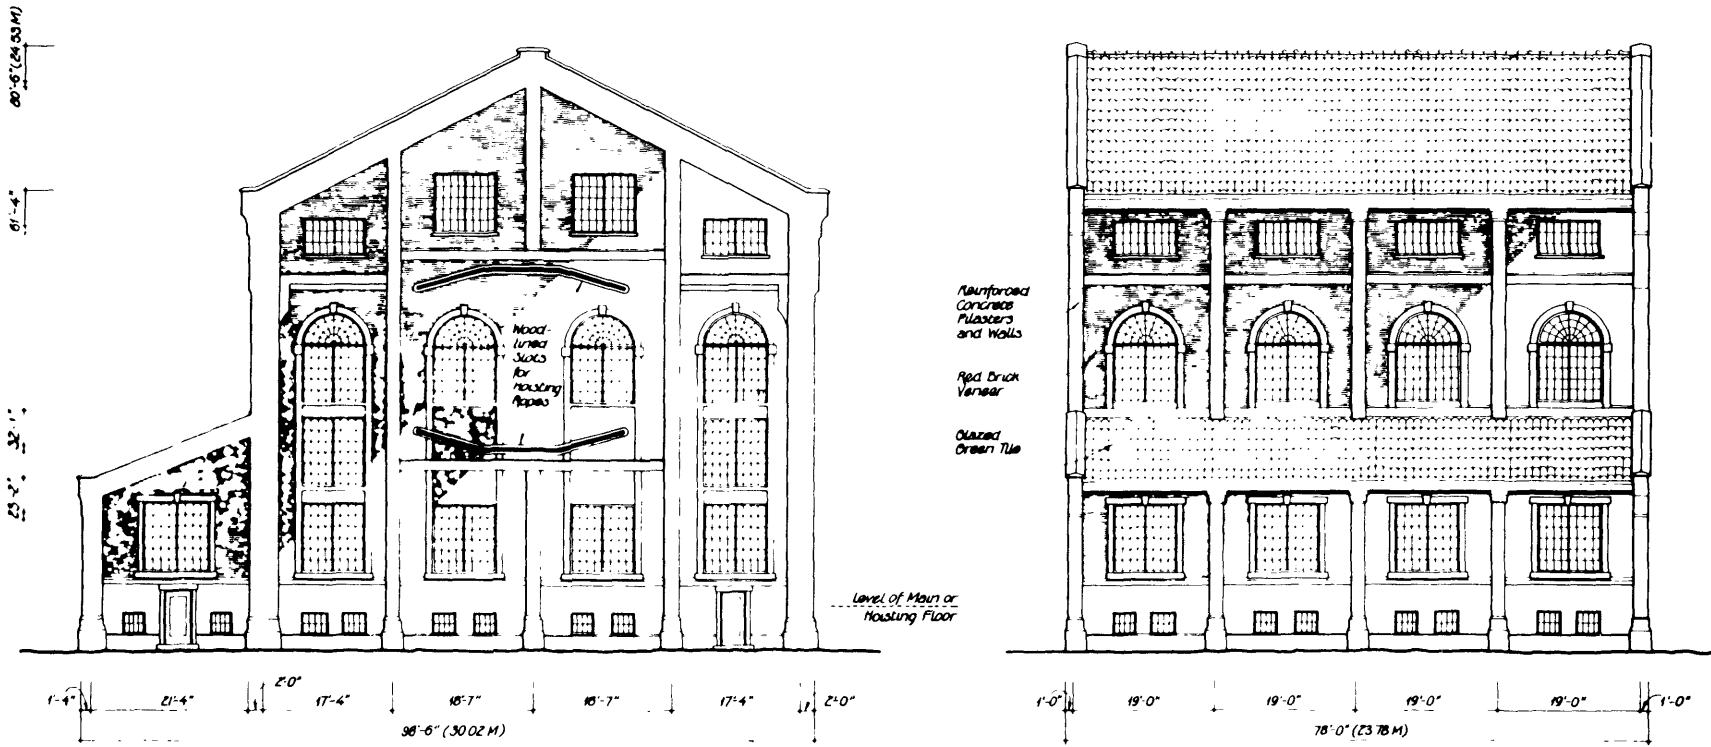 80'-6" (24.53 M)
61'-4"
32'-1"
23'-2"
Wood-
lined
Slots
for
Hoisting
Ropes
Reinforced
Concrete
Pilasters
and Walls
Red Brick
Veneer
Glazed
Green Tile
Level of Main or
Hoisting Floor
1'-4"
21'-4"
2'-0"
17'-4"
18'-7"
18'-7"
17'-4"
2'-0"
98'-6" (30.02 M)
1'-0"
19'-0"
19'-0"
19'-0"
19'-0"
1'-0"
78'-0" (23.78 M)